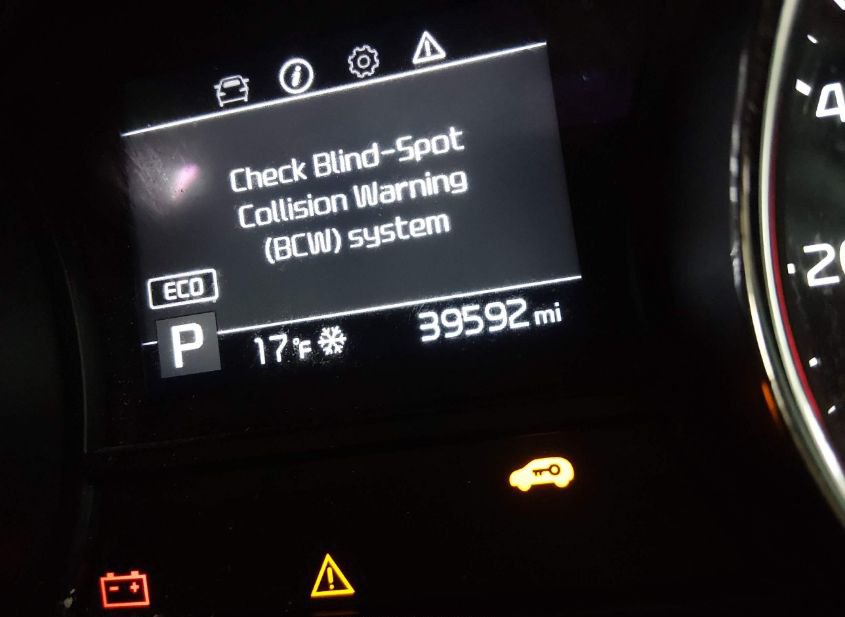 Check Blind-Spot
Collision Warning
(BCW) system
ECO
P 17°F 39592 mi